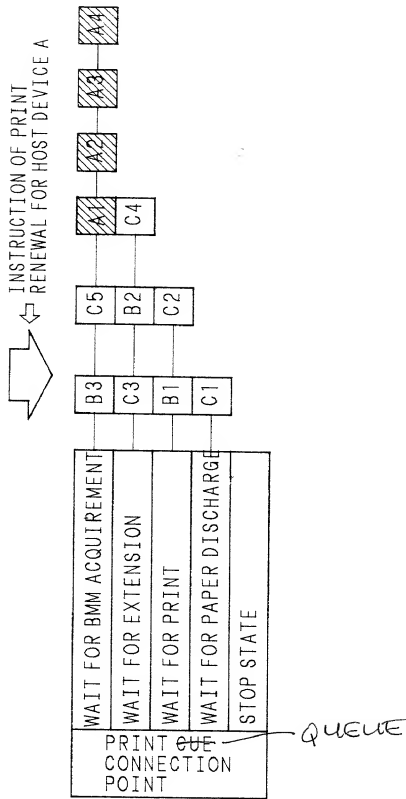 INSTRUCTION OF PRINT
RENEWAL FOR HOST DEVICE A
WAIT FOR BMM ACQUIREMENT
B3
C5
A1
A2
A3
A4
WAIT FOR EXTENSION
C3
B2
C4
WAIT FOR PRINT
B1
C2
WAIT FOR PAPER DISCHARGE
C1
STOP STATE
PRINT CUE
CONNECTION
POINT
QUEUE